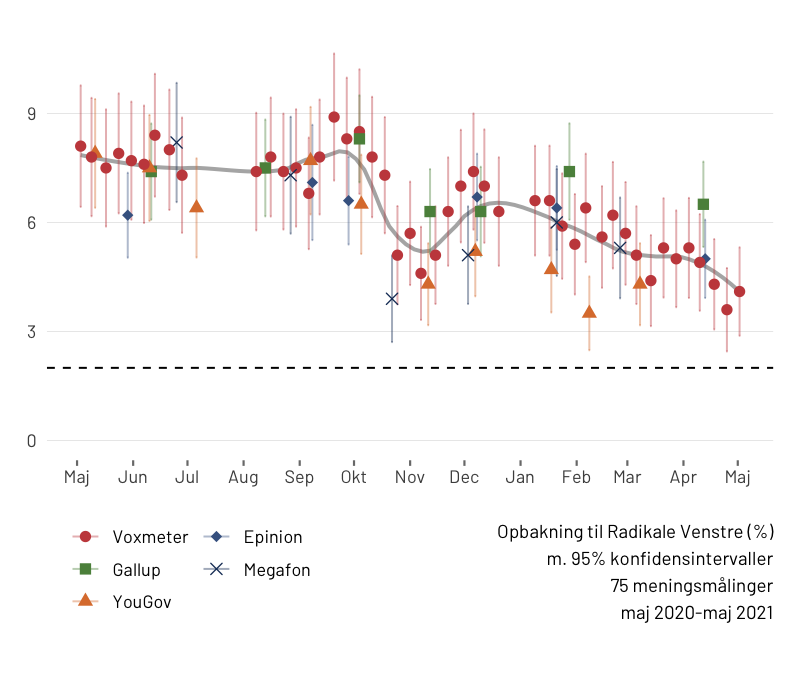 9
6
3
0
Maj Jun Jul Aug Sep Okt Nov Dec Jan Feb Mar Apr Maj
Voxmeter Epinion
Gallup Megafon
YouGov
Opbakning til Radikale Venstre (%)
m. 95% konfidensintervaller
75 meningsmålinger
maj 2020-maj 2021